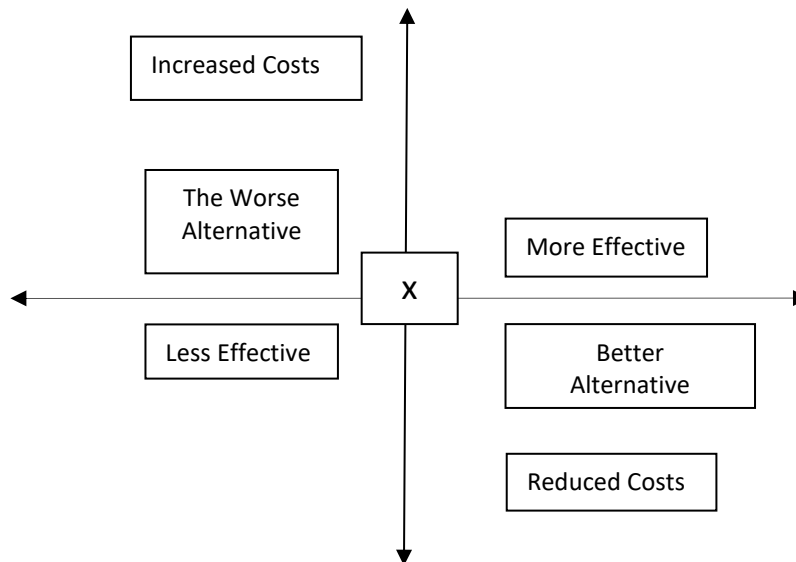 Increased Costs
The Worse
Alternative
More Effective
X
Less Effective
Better
Alternative
Reduced Costs